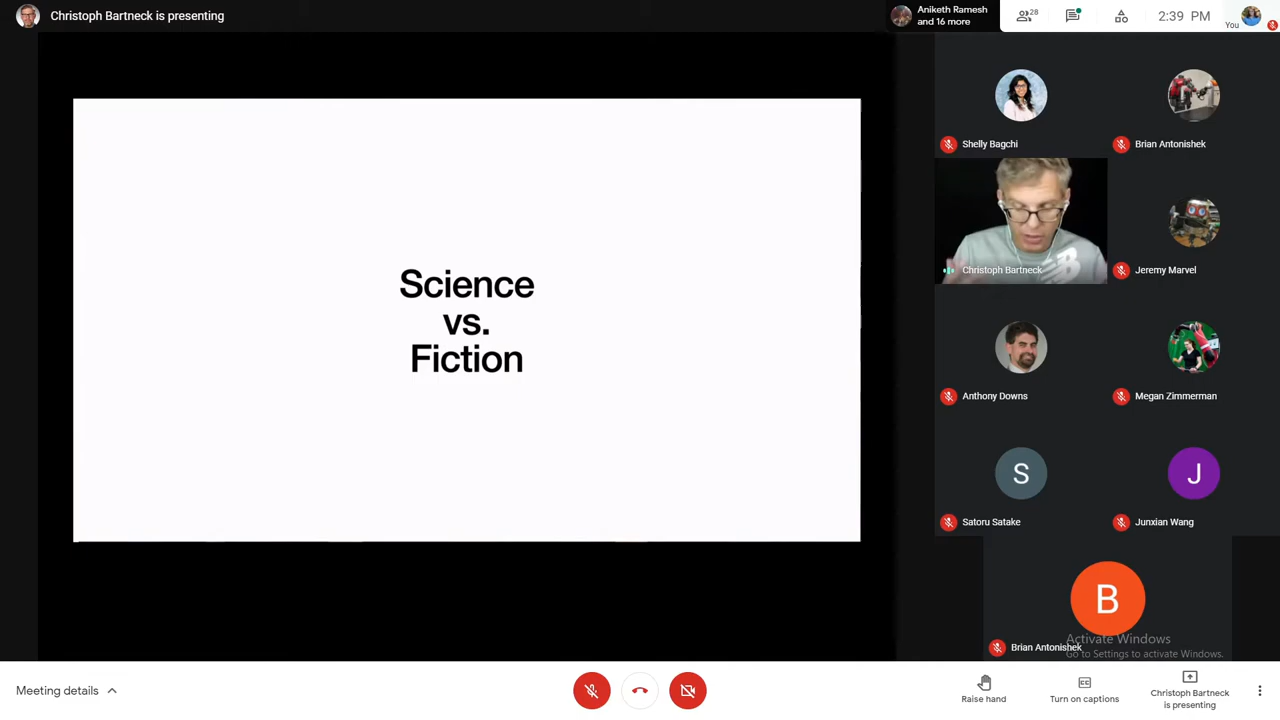 Christoph Bartneck is presenting
Aniketh Ramesh
and 16 more
28
2:39 PM
You
Science
vs.
Fiction
Shelly Bagchi
Brian Antonishek
Christoph Bartneck
Jeremy Marvel
Anthony Downs
Megan Zimmerman
S
J
Satoru Satake
Junxian Wang
B
Brian Antonishek
Activate Windows
Go to Settings to activate Windows.
Meeting details
Raise hand
Turn on captions
Christoph Bartneck
is presenting